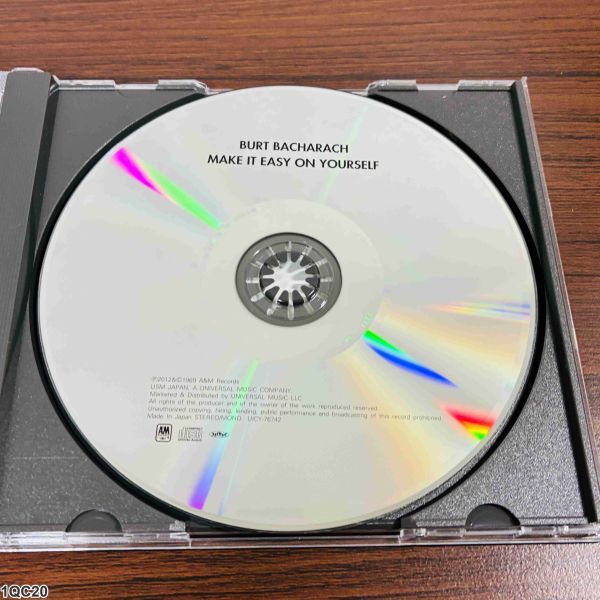 BURT BACHARACH
MAKE IT EASY ON YOURSELF
℗2012&©1969 A&M Records
USM JAPAN, A UNIVERSAL MUSIC COMPANY.
Marketed & Distributed by UNIVERSAL MUSIC LLC
All rights of the producer and of the owner of the work reproduced reserved.
Unauthorized copying, hiring, lending, public performance and broadcasting of this record prohibited.
Made In Japan STEREO/MONO UICY-76742
AM
1QC20